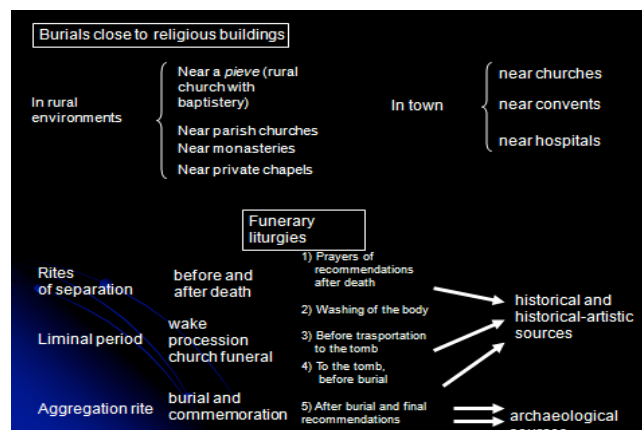 Burials close to religious buildings
In rural
environments
Near a pieve (rural
church with
baptistery)
Near parish churches
Near monasteries
Near private chapels
In town
near churches
near convents
near hospitals
Funerary
liturgies
Rites
of separation
before and
after death
Liminal period
wake
procession
church funeral
Aggregation rite
burial and
commemoration
1) Prayers of
recommendations
after death
2) Washing of the body
3) Before trasportation
to the tomb
4) To the tomb,
before burial
5) After burial and final
recommendations
historical and
historical-artistic
sources
archaeological
sources